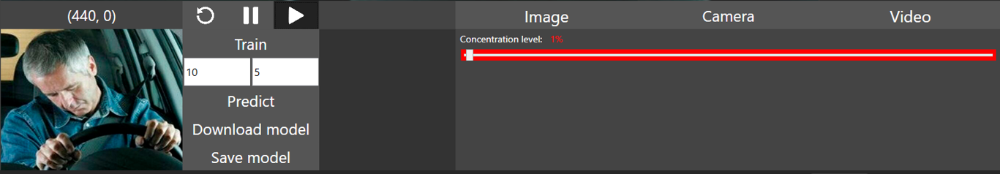 (440, 0)
Image
Camera
Video
Train
10
5
Predict
Download model
Save model
Concentration level: 1%